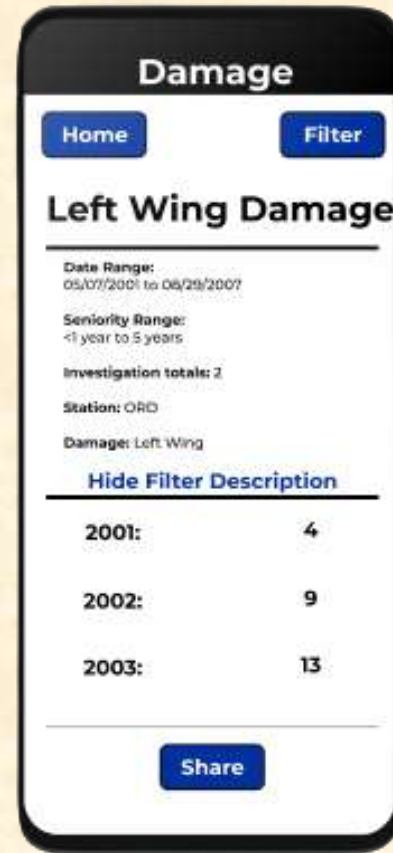 Damage
Home Filter
Left Wing Damage
Date Range:
05/07/2001 to 08/29/2007
Seniority Range:
<1 year to 5 years
Investigation totals: 2
Station: ORD
Damage: Left Wing
Hide Filter Description
2001: 4
2002: 9
2003: 13
Share